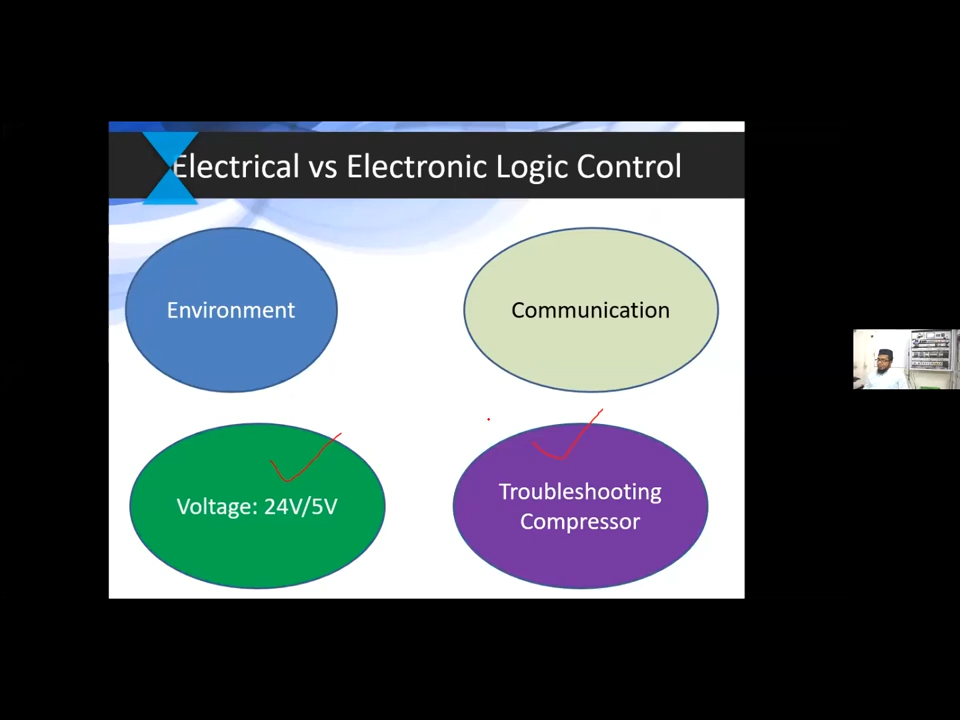 Electrical vs Electronic Logic Control
Environment
Communication
Voltage: 24V/5V
Troubleshooting
Compressor